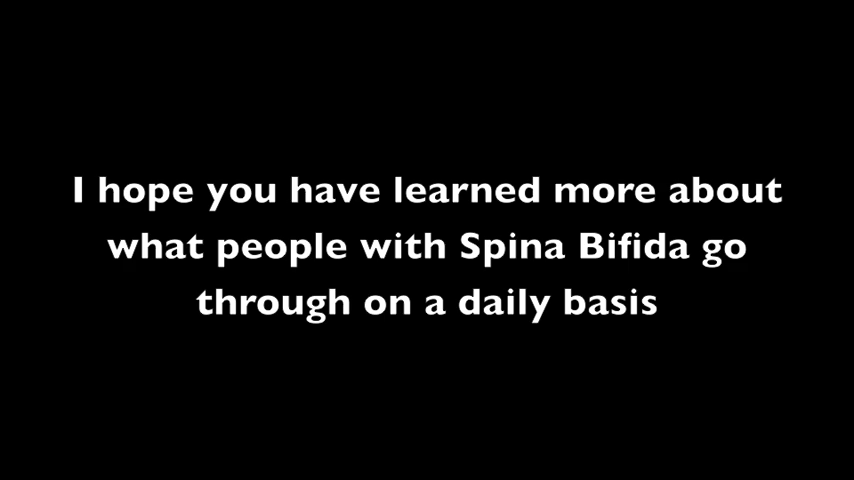 I hope you have learned more about
what people with Spina Bifida go
through on a daily basis